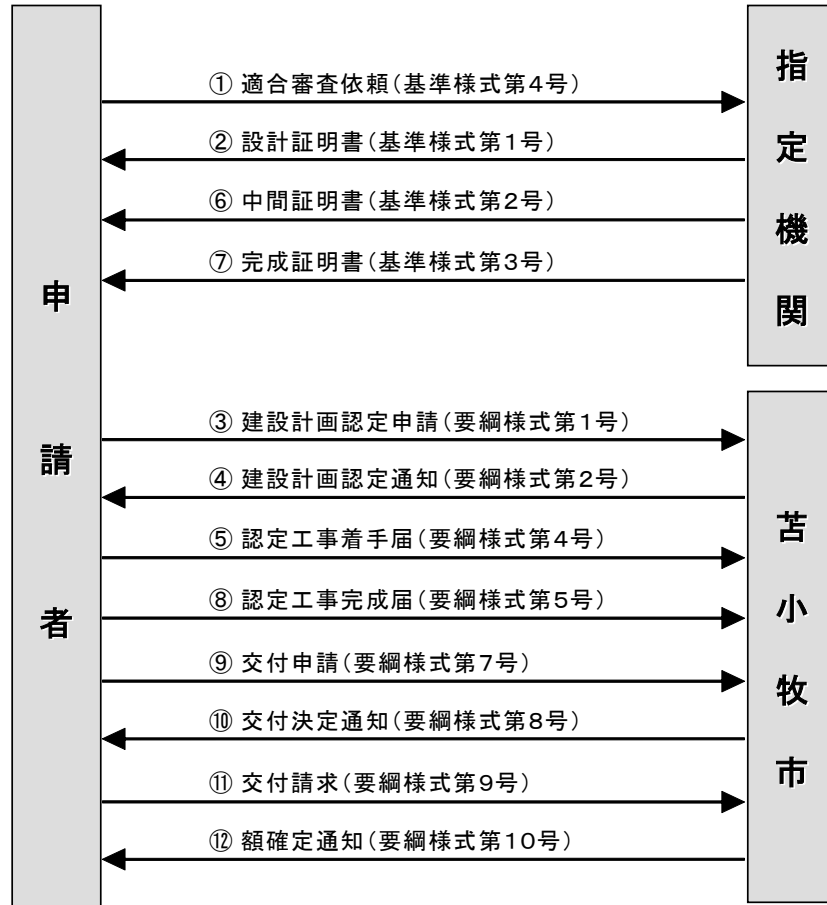 申請者
指定機関
① 適合審査依頼(基準様式第4号)
② 設計証明書(基準様式第1号)
⑥ 中間証明書(基準様式第2号)
⑦ 完成証明書(基準様式第3号)
苫小牧市
③ 建設計画認定申請(要綱様式第1号)
④ 建設計画認定通知(要綱様式第2号)
⑤ 認定工事着手届(要綱様式第4号)
⑧ 認定工事完成届(要綱様式第5号)
⑨ 交付申請(要綱様式第7号)
⑩ 交付決定通知(要綱様式第8号)
⑪ 交付請求(要綱様式第9号)
⑫ 額確定通知(要綱様式第10号)